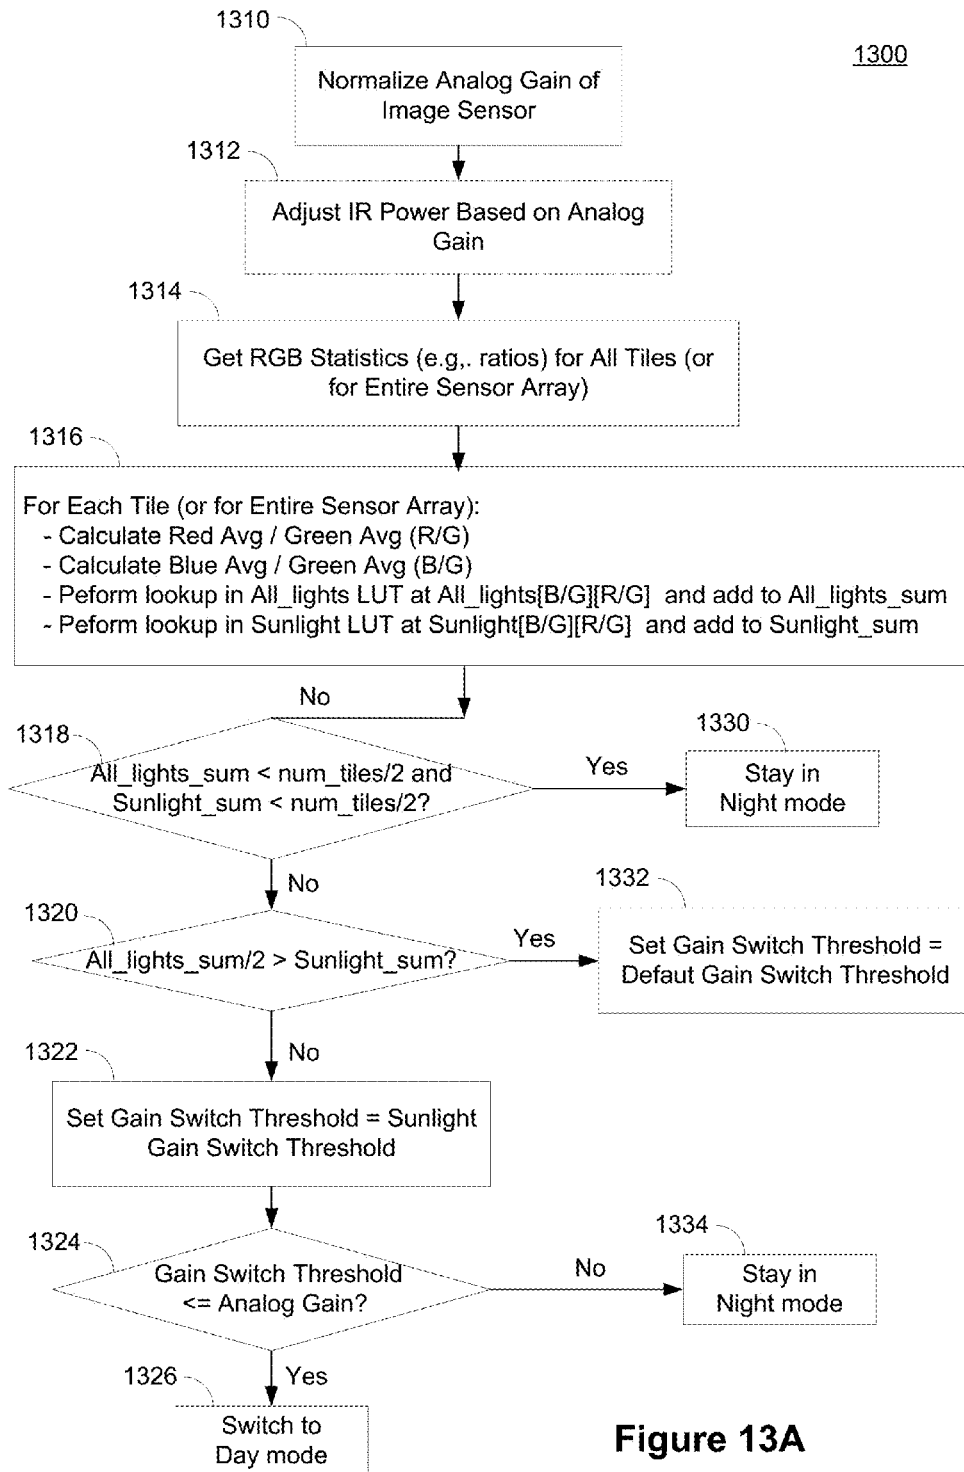 1310
1300
Normalize Analog Gain of
Image Sensor
1312
Adjust IR Power Based on Analog
Gain
1314
Get RGB Statistics (e.g,. ratios) for All Tiles (or
for Entire Sensor Array)
1316
For Each Tile (or for Entire Sensor Array):
- Calculate Red Avg / Green Avg (R/G)
- Calculate Blue Avg / Green Avg (B/G)
- Peform lookup in All_lights LUT at All_lights[B/G][R/G] and add to All_lights_sum
- Peform lookup in Sunlight LUT at Sunlight[B/G][R/G] and add to Sunlight_sum
No
1318
All_lights_sum < num_tiles/2 and
Sunlight_sum < num_tiles/2?
Yes
1330
Stay in
Night mode
No
1320
All_lights_sum/2 > Sunlight_sum?
Yes
1332
Set Gain Switch Threshold =
Defaut Gain Switch Threshold
No
1322
Set Gain Switch Threshold = Sunlight
Gain Switch Threshold
1324
Gain Switch Threshold
<= Analog Gain?
No
1334
Stay in
Night mode
Yes
1326
Switch to
Day mode
Figure 13A